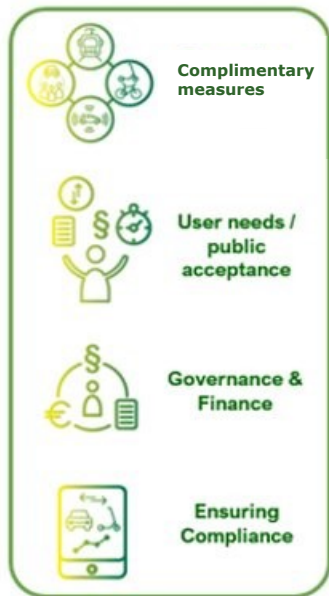 Complimentary
measures
User needs /
public
acceptance
§
Governance &
Finance
§
€
Ensuring
Compliance